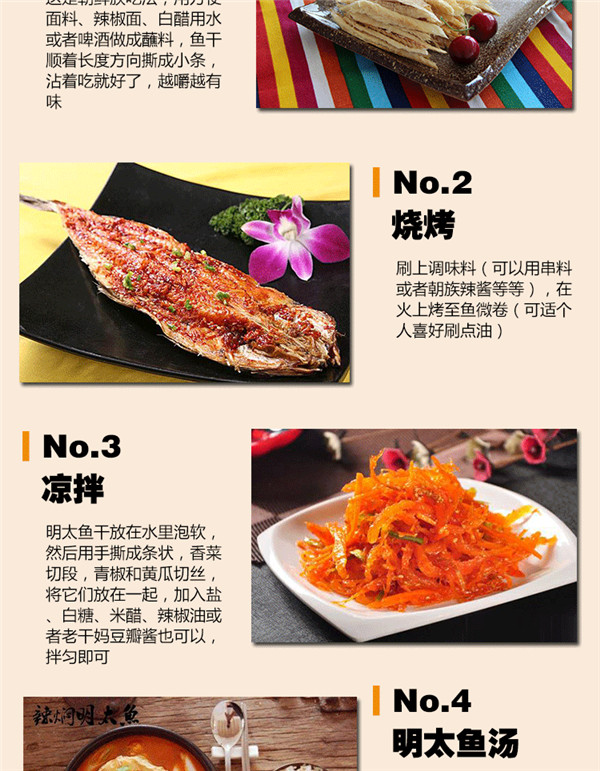 面料、辣椒面、白醋用水
或者啤酒做成蘸料，鱼干
顺着长度方向撕成小条，
沾着吃就好了，越嚼越有
味
No.2
烧烤
刷上调味料（可以用串料
或者朝族辣酱等等），在
火上烤至鱼微卷（可适个
人喜好刷点油）
No.3
凉拌
明太鱼干放在水里泡软，
然后用手撕成条状，香菜
切段，青椒和黄瓜切丝，
将它们放在一起，加入盐
、白糖、米醋、辣椒油或
者老干妈豆瓣酱也可以，
拌匀即可
No.4
明太鱼汤
辣焖明太魚